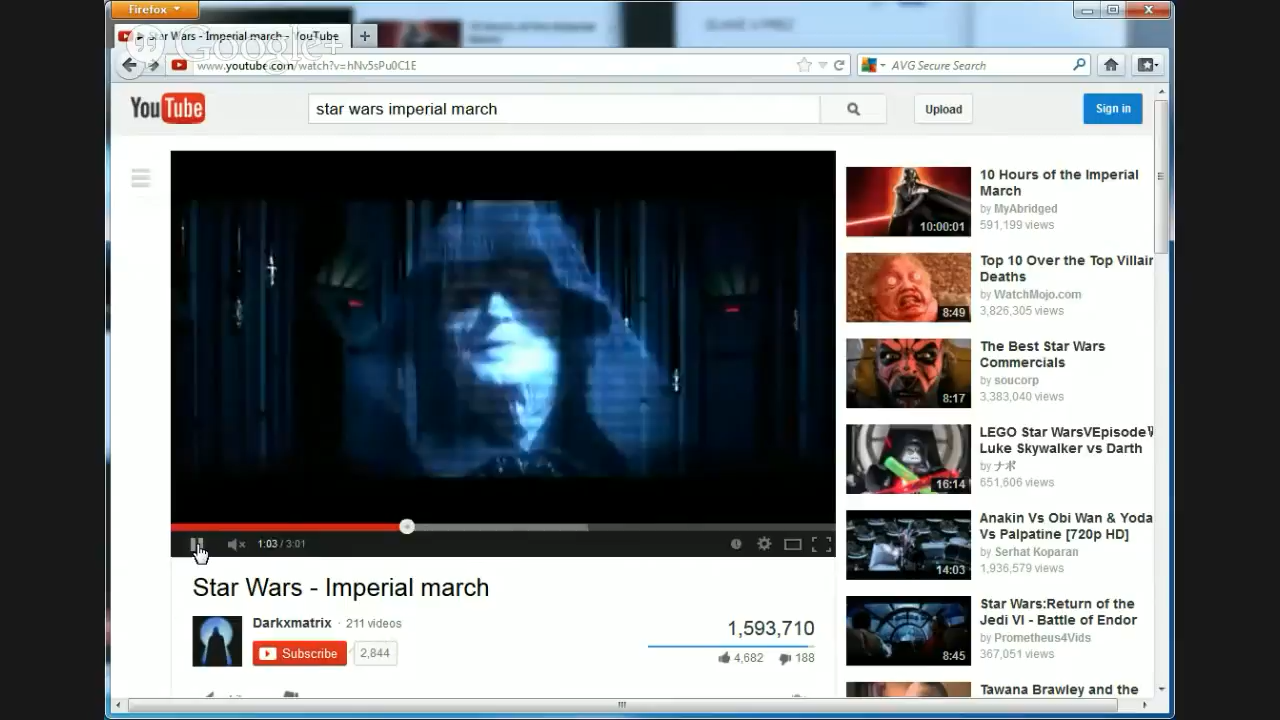 Firefox
Star Wars - Imperial march - YouTube
Google+
www.youtube.com/watch?v=hNv5sPu0C1E
AVG Secure Search
YouTube
star wars imperial march
Upload
Sign in
10 Hours of the Imperial
March
by MyAbridged
591,199 views
10:00:01
Top 10 Over the Top Villain
Deaths
by WatchMojo.com
3,826,305 views
8:49
The Best Star Wars
Commercials
by soucorp
3,383,040 views
8:17
LEGO Star WarsVEpisode
Luke Skywalker vs Darth
by ナポ
651,606 views
16:14
Anakin Vs Obi Wan & Yoda
Vs Palpatine [720p HD]
by Serhat Koparan
1,936,579 views
14:03
Star Wars:Return of the
Jedi VI - Battle of Endor
by Prometheus4Vids
367,051 views
8:45
Tawana Brawley and the
1:03 / 3:01
Star Wars - Imperial march
Darkxmatrix · 211 videos
Subscribe 2,844
1,593,710
4,682 188